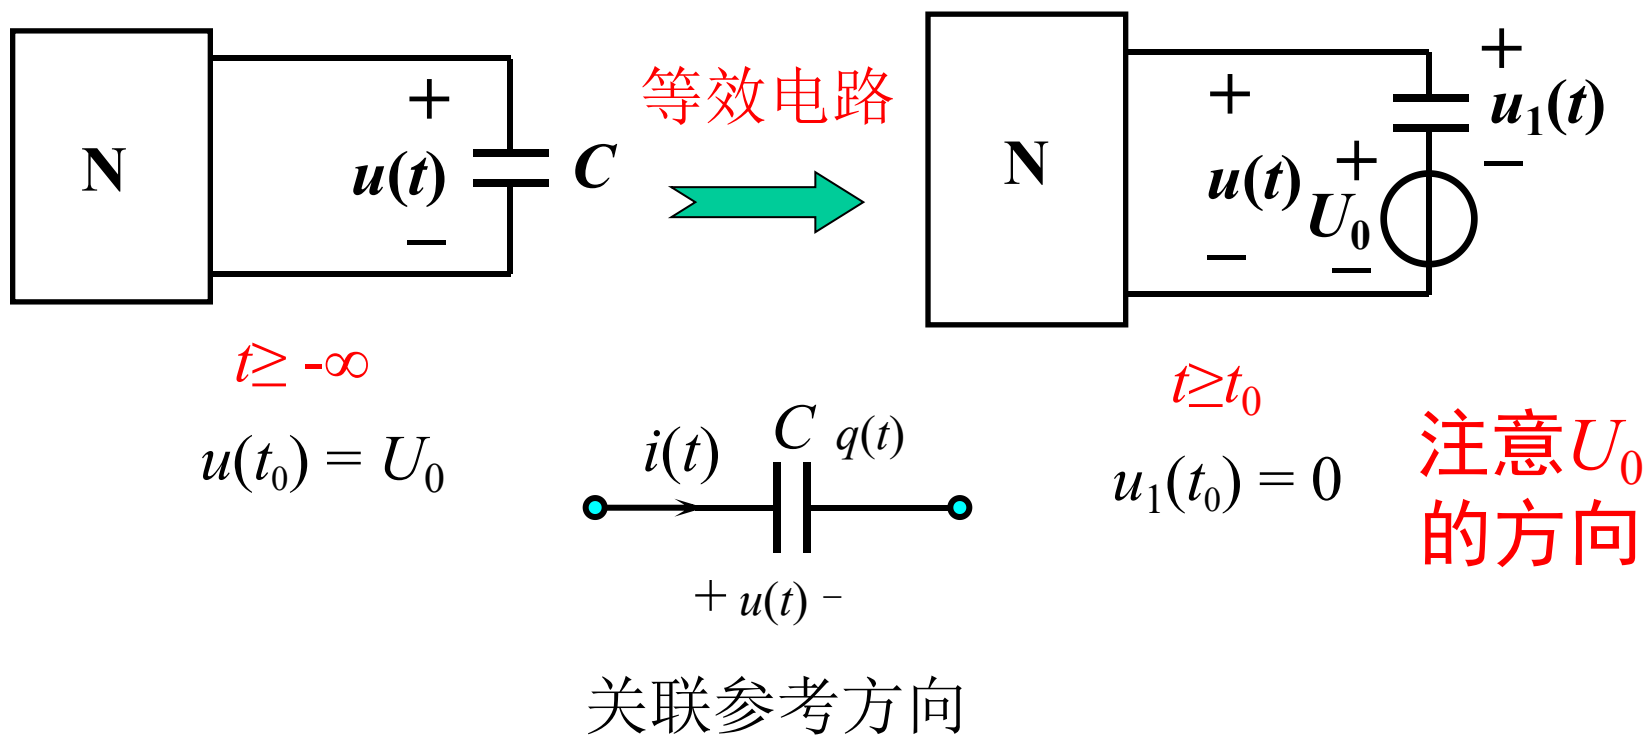 N
+
u(t)
−
C
等效电路
N
+
u(t)
−
+
U₀
−
+
u₁(t)
−
t≥ -∞
u(t₀) = U₀
t≥t₀
u₁(t₀) = 0
注意U₀
的方向
i(t)
C
q(t)
+ u(t) -
关联参考方向